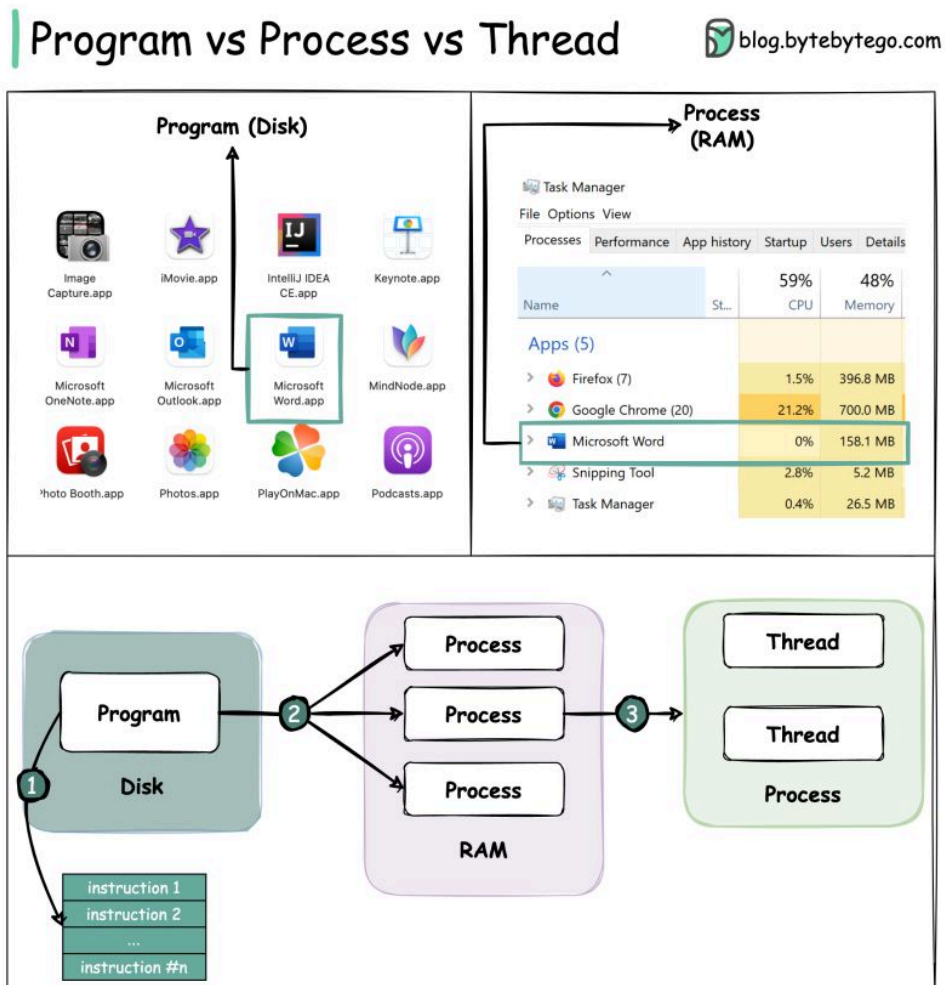 Program vs Process vs Thread
blog.bytebytego.com
Program (Disk)
Image
Capture.app
iMovie.app
IntelliJ IDEA
CE.app
Keynote.app
Microsoft
OneNote.app
Microsoft
Outlook.app
Microsoft
Word.app
MindNode.app
hoto Booth.app
Photos.app
PlayOnMac.app
Podcasts.app
Process
(RAM)
Task Manager
File Options View
Processes Performance App history Startup Users Details
59% 48%
Name St... CPU Memory
Apps (5)
Firefox (7) 1.5% 396.8 MB
Google Chrome (20) 21.2% 700.0 MB
Microsoft Word 0% 158.1 MB
Snipping Tool 2.8% 5.2 MB
Task Manager 0.4% 26.5 MB
Program
Disk
1
instruction 1
instruction 2
...
instruction #n
2
Process
Process
Process
RAM
3
Thread
Thread
Process